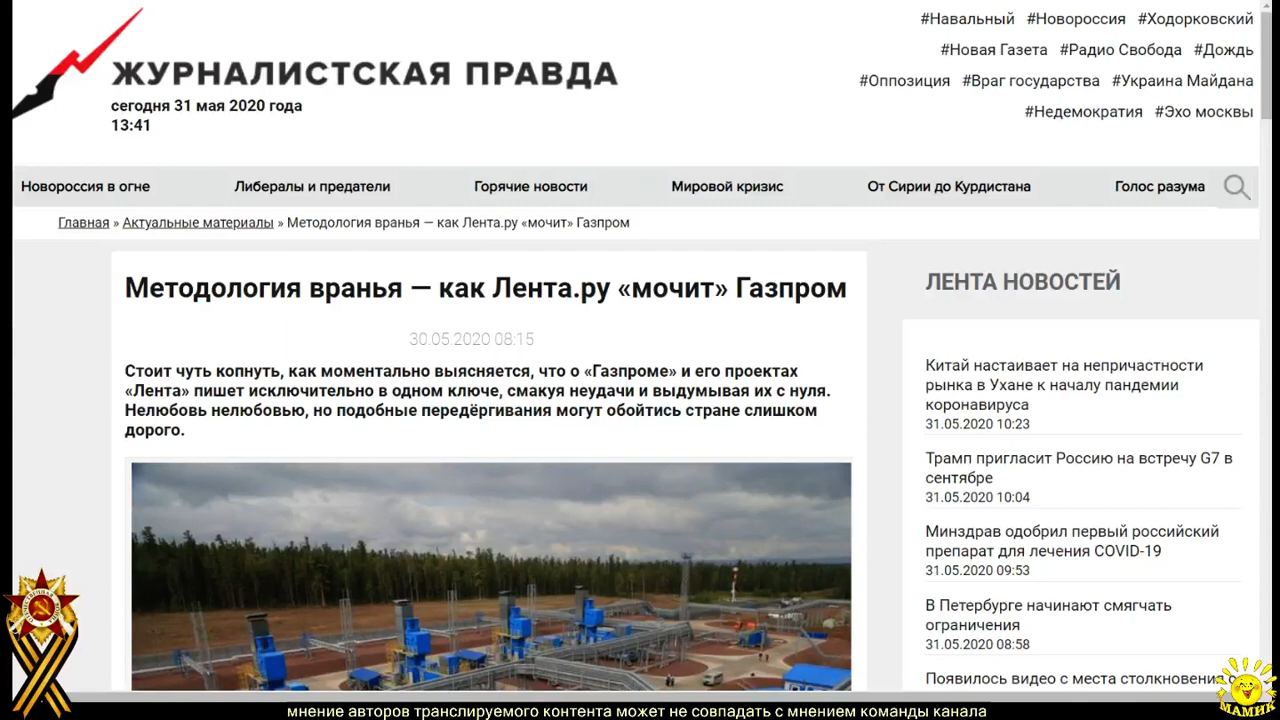 ЖУРНАЛИСТСКАЯ ПРАВДА
сегодня 31 мая 2020 года
13:41
#Навальный #Новороссия #Ходорковский
#Новая Газета #Радио Свобода #Дождь
#Оппозиция #Враг государства #Украина Майдана
#Недемократия #Эхо москвы
Новороссия в огне Либералы и предатели Горячие новости Мировой кризис От Сирии до Курдистана Голос разума
Главная » Актуальные материалы » Методология вранья — как Лента.ру «мочит» Газпром
Методология вранья — как Лента.ру «мочит» Газпром
30.05.2020 08:15
Стоит чуть копнуть, как моментально выясняется, что о «Газпроме» и его проектах
«Лента» пишет исключительно в одном ключе, смакуя неудачи и выдумывая их с нуля.
Нелюбовь нелюбовью, но подобные передёргивания могут обойтись стране слишком
дорого.
ЛЕНТА НОВОСТЕЙ
Китай настаивает на непричастности
рынка в Ухане к началу пандемии
коронавируса
31.05.2020 10:23
Трамп пригласит Россию на встречу G7 в
сентябре
31.05.2020 10:04
Минздрав одобрил первый российский
препарат для лечения COVID-19
31.05.2020 09:53
В Петербурге начинают смягчать
ограничения
31.05.2020 08:58
Появилось видео с места
МАМИК
мнение авторов транслируемого контента может не совпадать с мнением команды канала